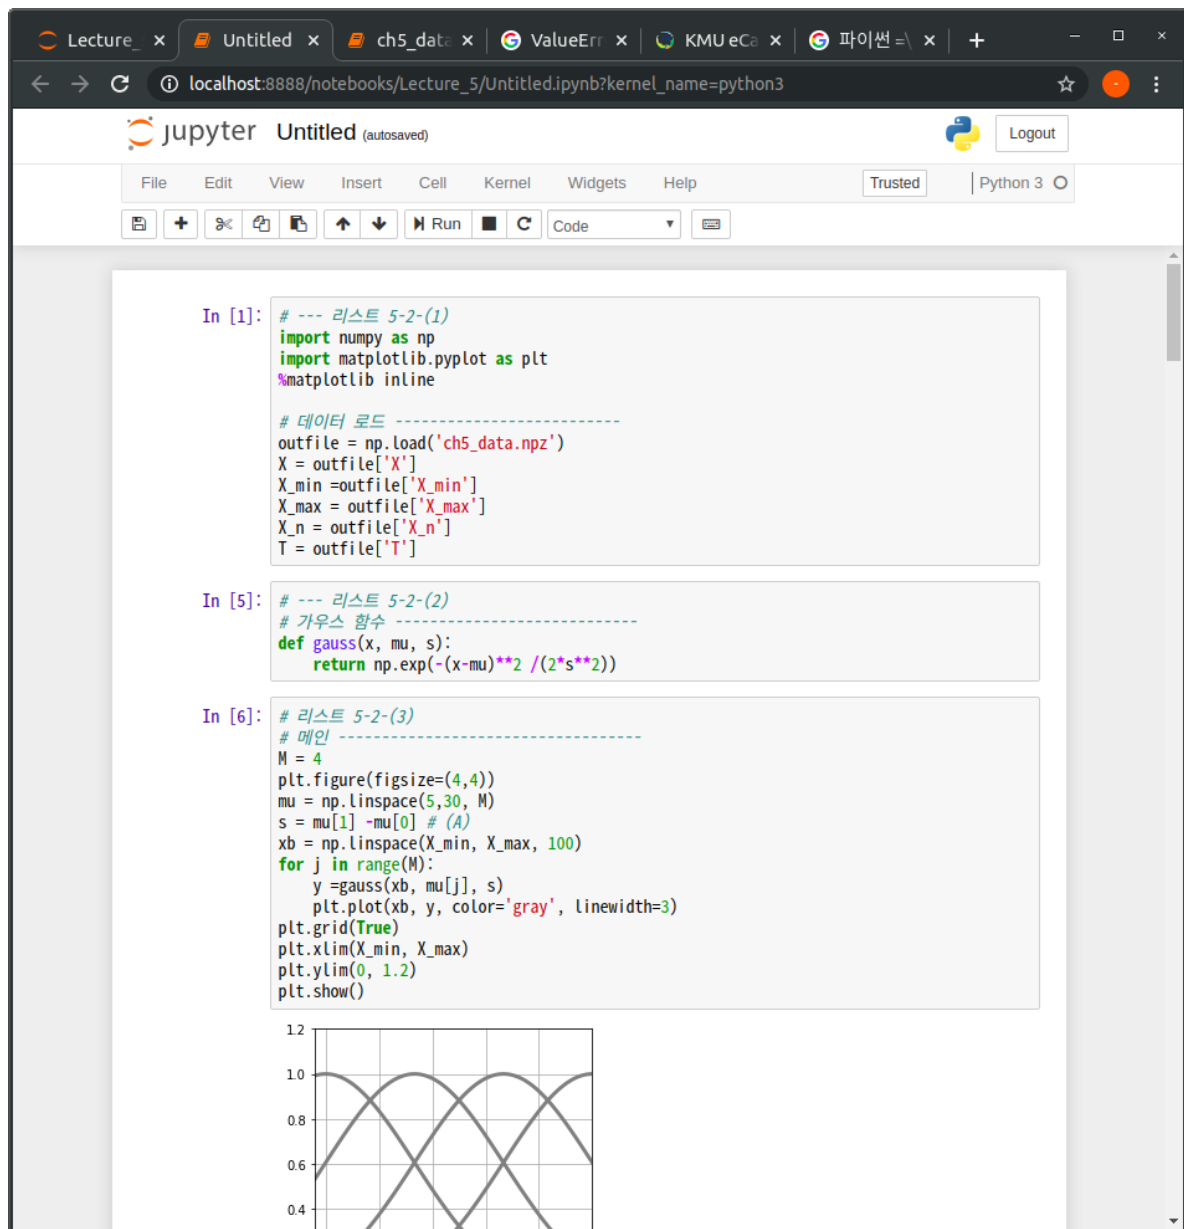 Lecture_
Untitled
ch5_data
ValueErr
KMU eCa
파이썬 =\
localhost:8888/notebooks/Lecture_5/Untitled.ipynb?kernel_name=python3
jupyter Untitled (autosaved)
Logout
File Edit View Insert Cell Kernel Widgets Help
Trusted
Python 3
Run
Code
In [1]:
# --- 리스트 5-2-(1)
import numpy as np
import matplotlib.pyplot as plt
%matplotlib inline
# 데이터 로드 --------------------------
outfile = np.load('ch5_data.npz')
X = outfile['X']
X_min =outfile['X_min']
X_max = outfile['X_max']
X_n = outfile['X_n']
T = outfile['T']
In [5]:
# --- 리스트 5-2-(2)
# 가우스 함수 ----------------------------
def gauss(x, mu, s):
    return np.exp(-(x-mu)**2 /(2*s**2))
In [6]:
# 리스트 5-2-(3)
# 메인 -----------------------------------
M = 4
plt.figure(figsize=(4,4))
mu = np.linspace(5,30, M)
s = mu[1] -mu[0] # (A)
xb = np.linspace(X_min, X_max, 100)
for j in range(M):
    y =gauss(xb, mu[j], s)
    plt.plot(xb, y, color='gray', linewidth=3)
plt.grid(True)
plt.xlim(X_min, X_max)
plt.ylim(0, 1.2)
plt.show()
1.2
1.0
0.8
0.6
0.4